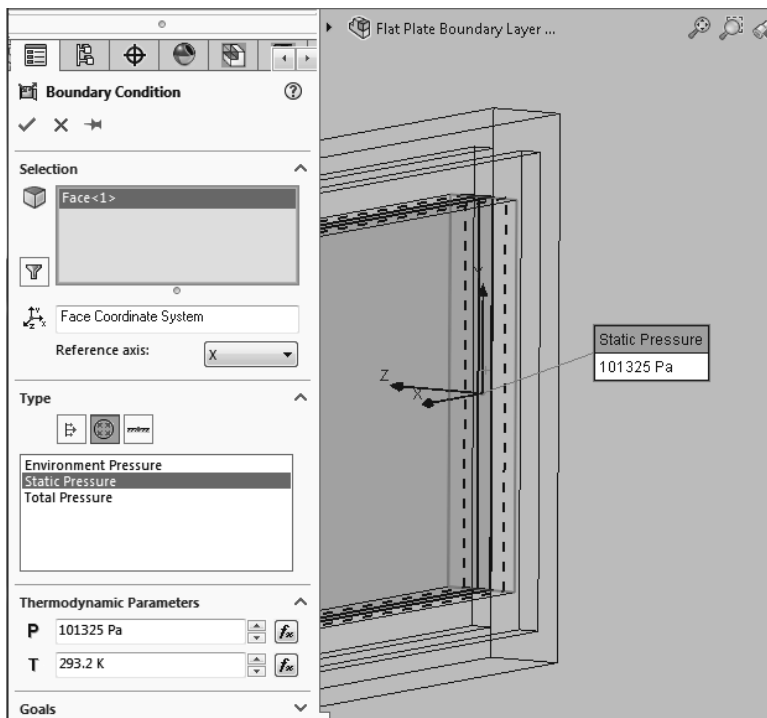 Flat Plate Boundary Layer ...
Boundary Condition
Selection
Face<1>
Face Coordinate System
Reference axis: X
Type
Environment Pressure
Static Pressure
Total Pressure
Thermodynamic Parameters
P 101325 Pa
T 293.2 K
Goals
Static Pressure
101325 Pa
Z
X